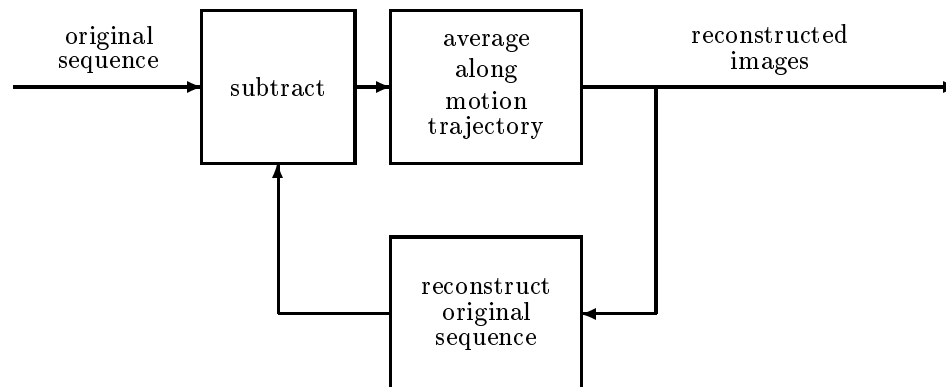 original
sequence
subtract
average
along
motion
trajectory
reconstructed
images
reconstruct
original
sequence